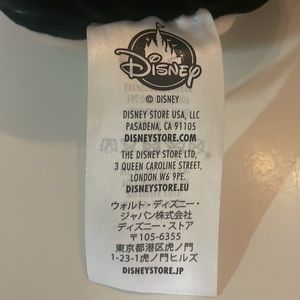 Disney
© DISNEY
DISNEY STORE USA, LLC
PASADENA, CA 91105
DISNEYSTORE.COM
THE DISNEY STORE LTD,
3 QUEEN CAROLINE STREET,
LONDON W6 9PE.
DISNEYSTORE.EU
ウォルト・ディズニー・
ジャパン株式会社
ディズニー・ストア
〒105-6355
東京都港区虎ノ門
1-23-1虎ノ門ヒルズ
DISNEYSTORE.JP